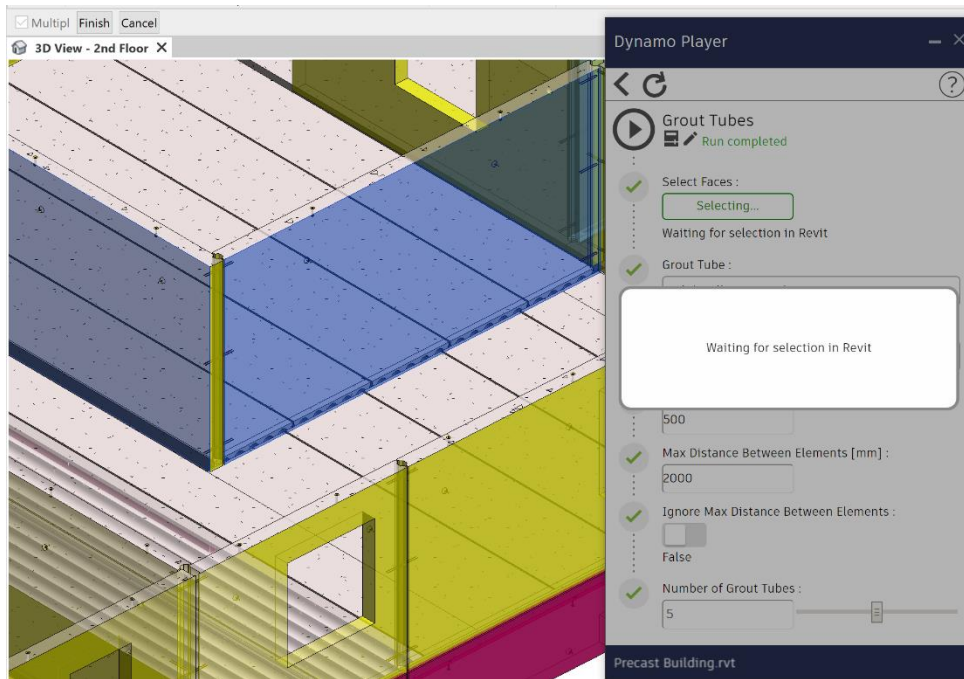 Multipl Finish Cancel
3D View - 2nd Floor
Dynamo Player
Grout Tubes
Run completed
Select Faces :
Selecting...
Waiting for selection in Revit
Grout Tube :
Waiting for selection in Revit
500
Max Distance Between Elements [mm] :
2000
Ignore Max Distance Between Elements :
False
Number of Grout Tubes :
5
Precast Building.rvt